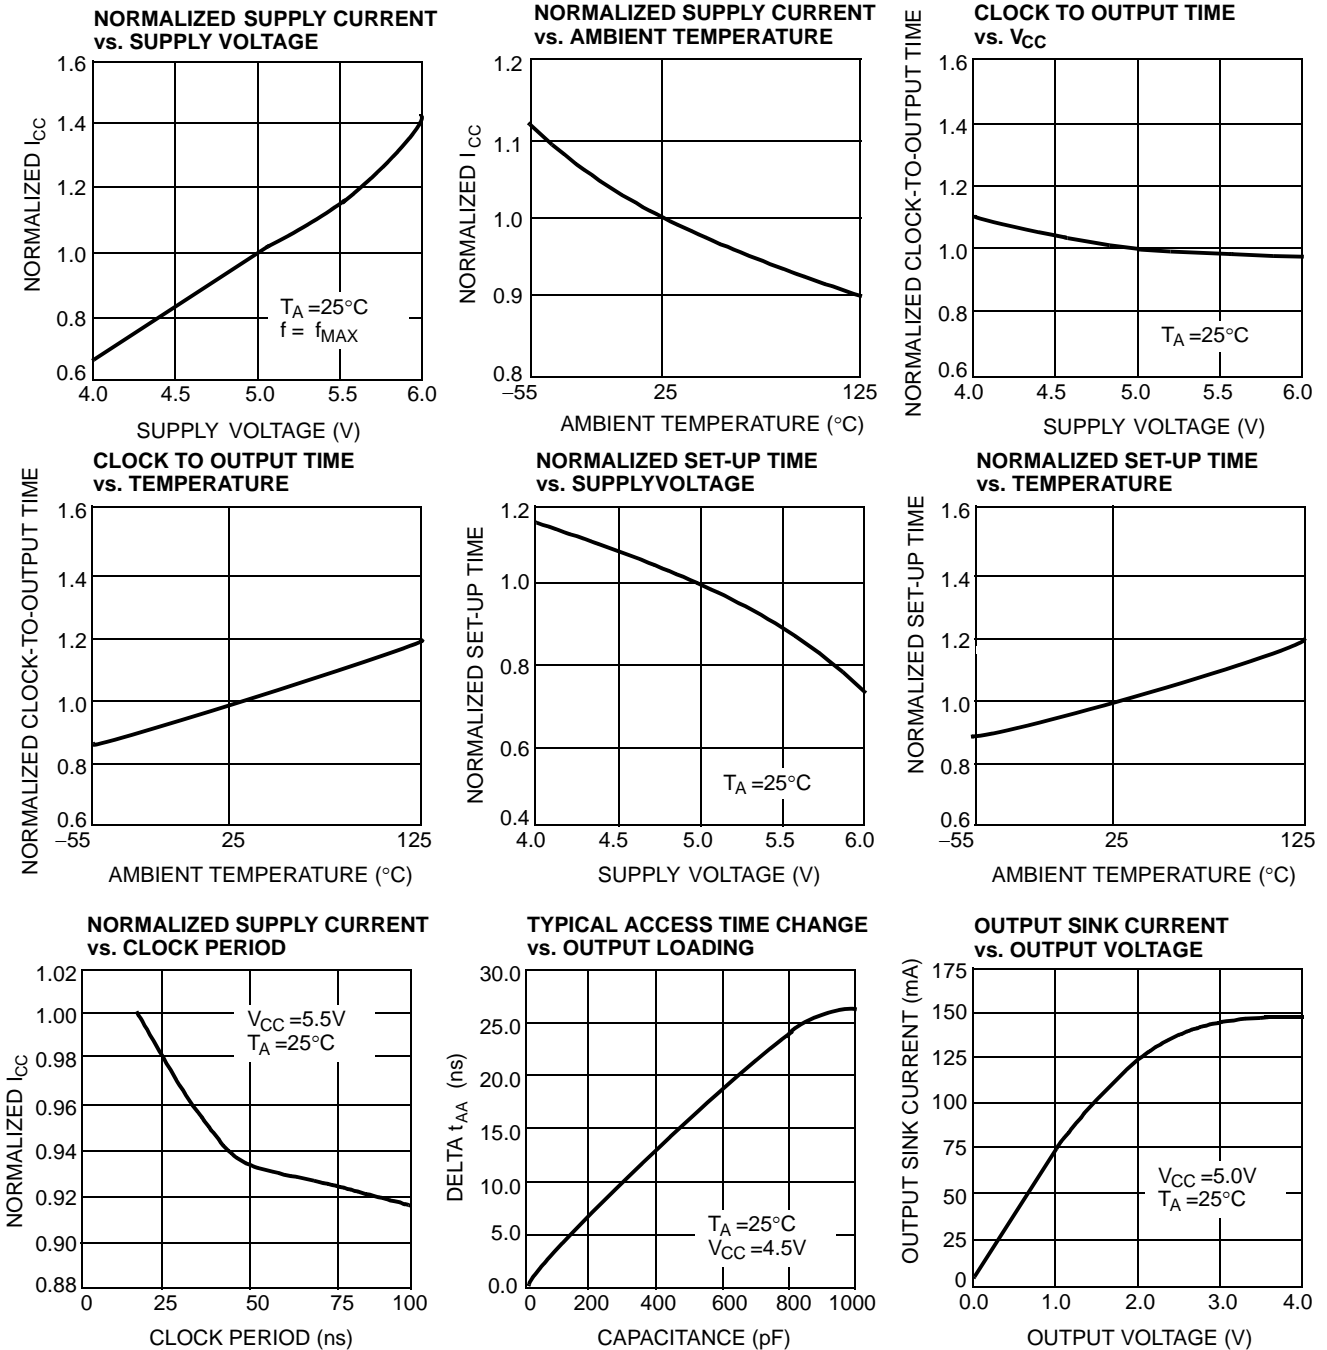 NORMALIZED SUPPLY CURRENT
vs. SUPPLY VOLTAGE
NORMALIZED ICC
1.6
1.4
1.2
1.0
0.8
0.6
TA =25°C
f = fMAX
4.0 4.5 5.0 5.5 6.0
SUPPLY VOLTAGE (V)
NORMALIZED SUPPLY CURRENT
vs. AMBIENT TEMPERATURE
NORMALIZED ICC
1.2
1.1
1.0
0.9
0.8
−55 25 125
AMBIENT TEMPERATURE (°C)
CLOCK TO OUTPUT TIME
vs. VCC
NORMALIZED CLOCK-TO-OUTPUT TIME
1.6
1.4
1.2
1.0
0.8
0.6
TA =25°C
4.0 4.5 5.0 5.5 6.0
SUPPLY VOLTAGE (V)
CLOCK TO OUTPUT TIME
vs. TEMPERATURE
NORMALIZED CLOCK-TO-OUTPUT TIME
1.6
1.4
1.2
1.0
0.8
0.6
−55 25 125
AMBIENT TEMPERATURE (°C)
NORMALIZED SET-UP TIME
vs. SUPPLYVOLTAGE
NORMALIZED SET-UP TIME
1.2
1.0
0.8
0.6
0.4
TA =25°C
4.0 4.5 5.0 5.5 6.0
SUPPLY VOLTAGE (V)
NORMALIZED SET-UP TIME
vs. TEMPERATURE
NORMALIZED SET-UP TIME
1.6
1.4
1.2
1.0
0.8
0.6
−55 25 125
AMBIENT TEMPERATURE (°C)
NORMALIZED SUPPLY CURRENT
vs. CLOCK PERIOD
NORMALIZED ICC
1.02
1.00
0.98
0.96
0.94
0.92
0.90
0.88
VCC =5.5V
TA =25°C
0 25 50 75 100
CLOCK PERIOD (ns)
TYPICAL ACCESS TIME CHANGE
vs. OUTPUT LOADING
DELTA tAA (ns)
30.0
25.0
20.0
15.0
10.0
5.0
0.0
TA =25°C
VCC =4.5V
0 200 400 600 800 1000
CAPACITANCE (pF)
OUTPUT SINK CURRENT
vs. OUTPUT VOLTAGE
OUTPUT SINK CURRENT (mA)
175
150
125
100
75
50
25
0
VCC =5.0V
TA =25°C
0.0 1.0 2.0 3.0 4.0
OUTPUT VOLTAGE (V)